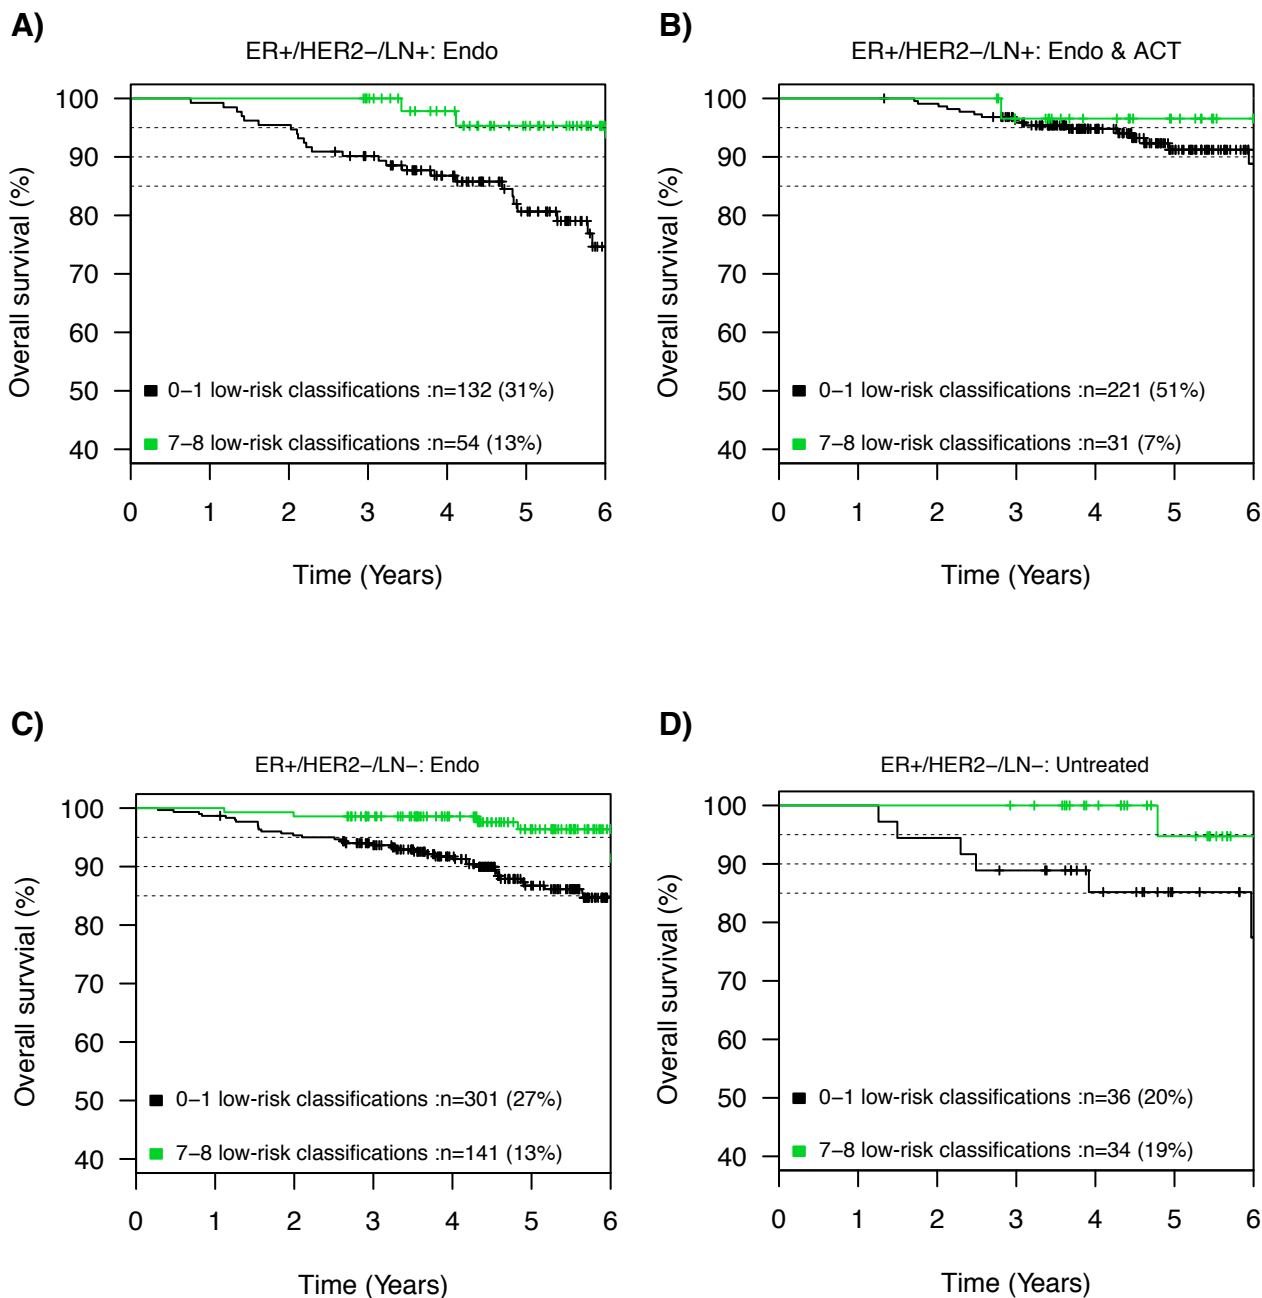 A)
ER+/HER2−/LN+: Endo
Overall survival (%)
100
90
80
70
60
50
40
0−1 low−risk classifications :n=132 (31%)
7−8 low−risk classifications :n=54 (13%)
0 1 2 3 4 5 6
Time (Years)
B)
ER+/HER2−/LN+: Endo & ACT
Overall survival (%)
100
90
80
70
60
50
40
0−1 low−risk classifications :n=221 (51%)
7−8 low−risk classifications :n=31 (7%)
0 1 2 3 4 5 6
Time (Years)
C)
ER+/HER2−/LN−: Endo
Overall survvial (%)
100
90
80
70
60
50
40
0−1 low−risk classifications :n=301 (27%)
7−8 low−risk classifications :n=141 (13%)
0 1 2 3 4 5 6
Time (Years)
D)
ER+/HER2−/LN−: Untreated
Overall survival (%)
100
90
80
70
60
50
40
0−1 low−risk classifications :n=36 (20%)
7−8 low−risk classifications :n=34 (19%)
0 1 2 3 4 5 6
Time (Years)